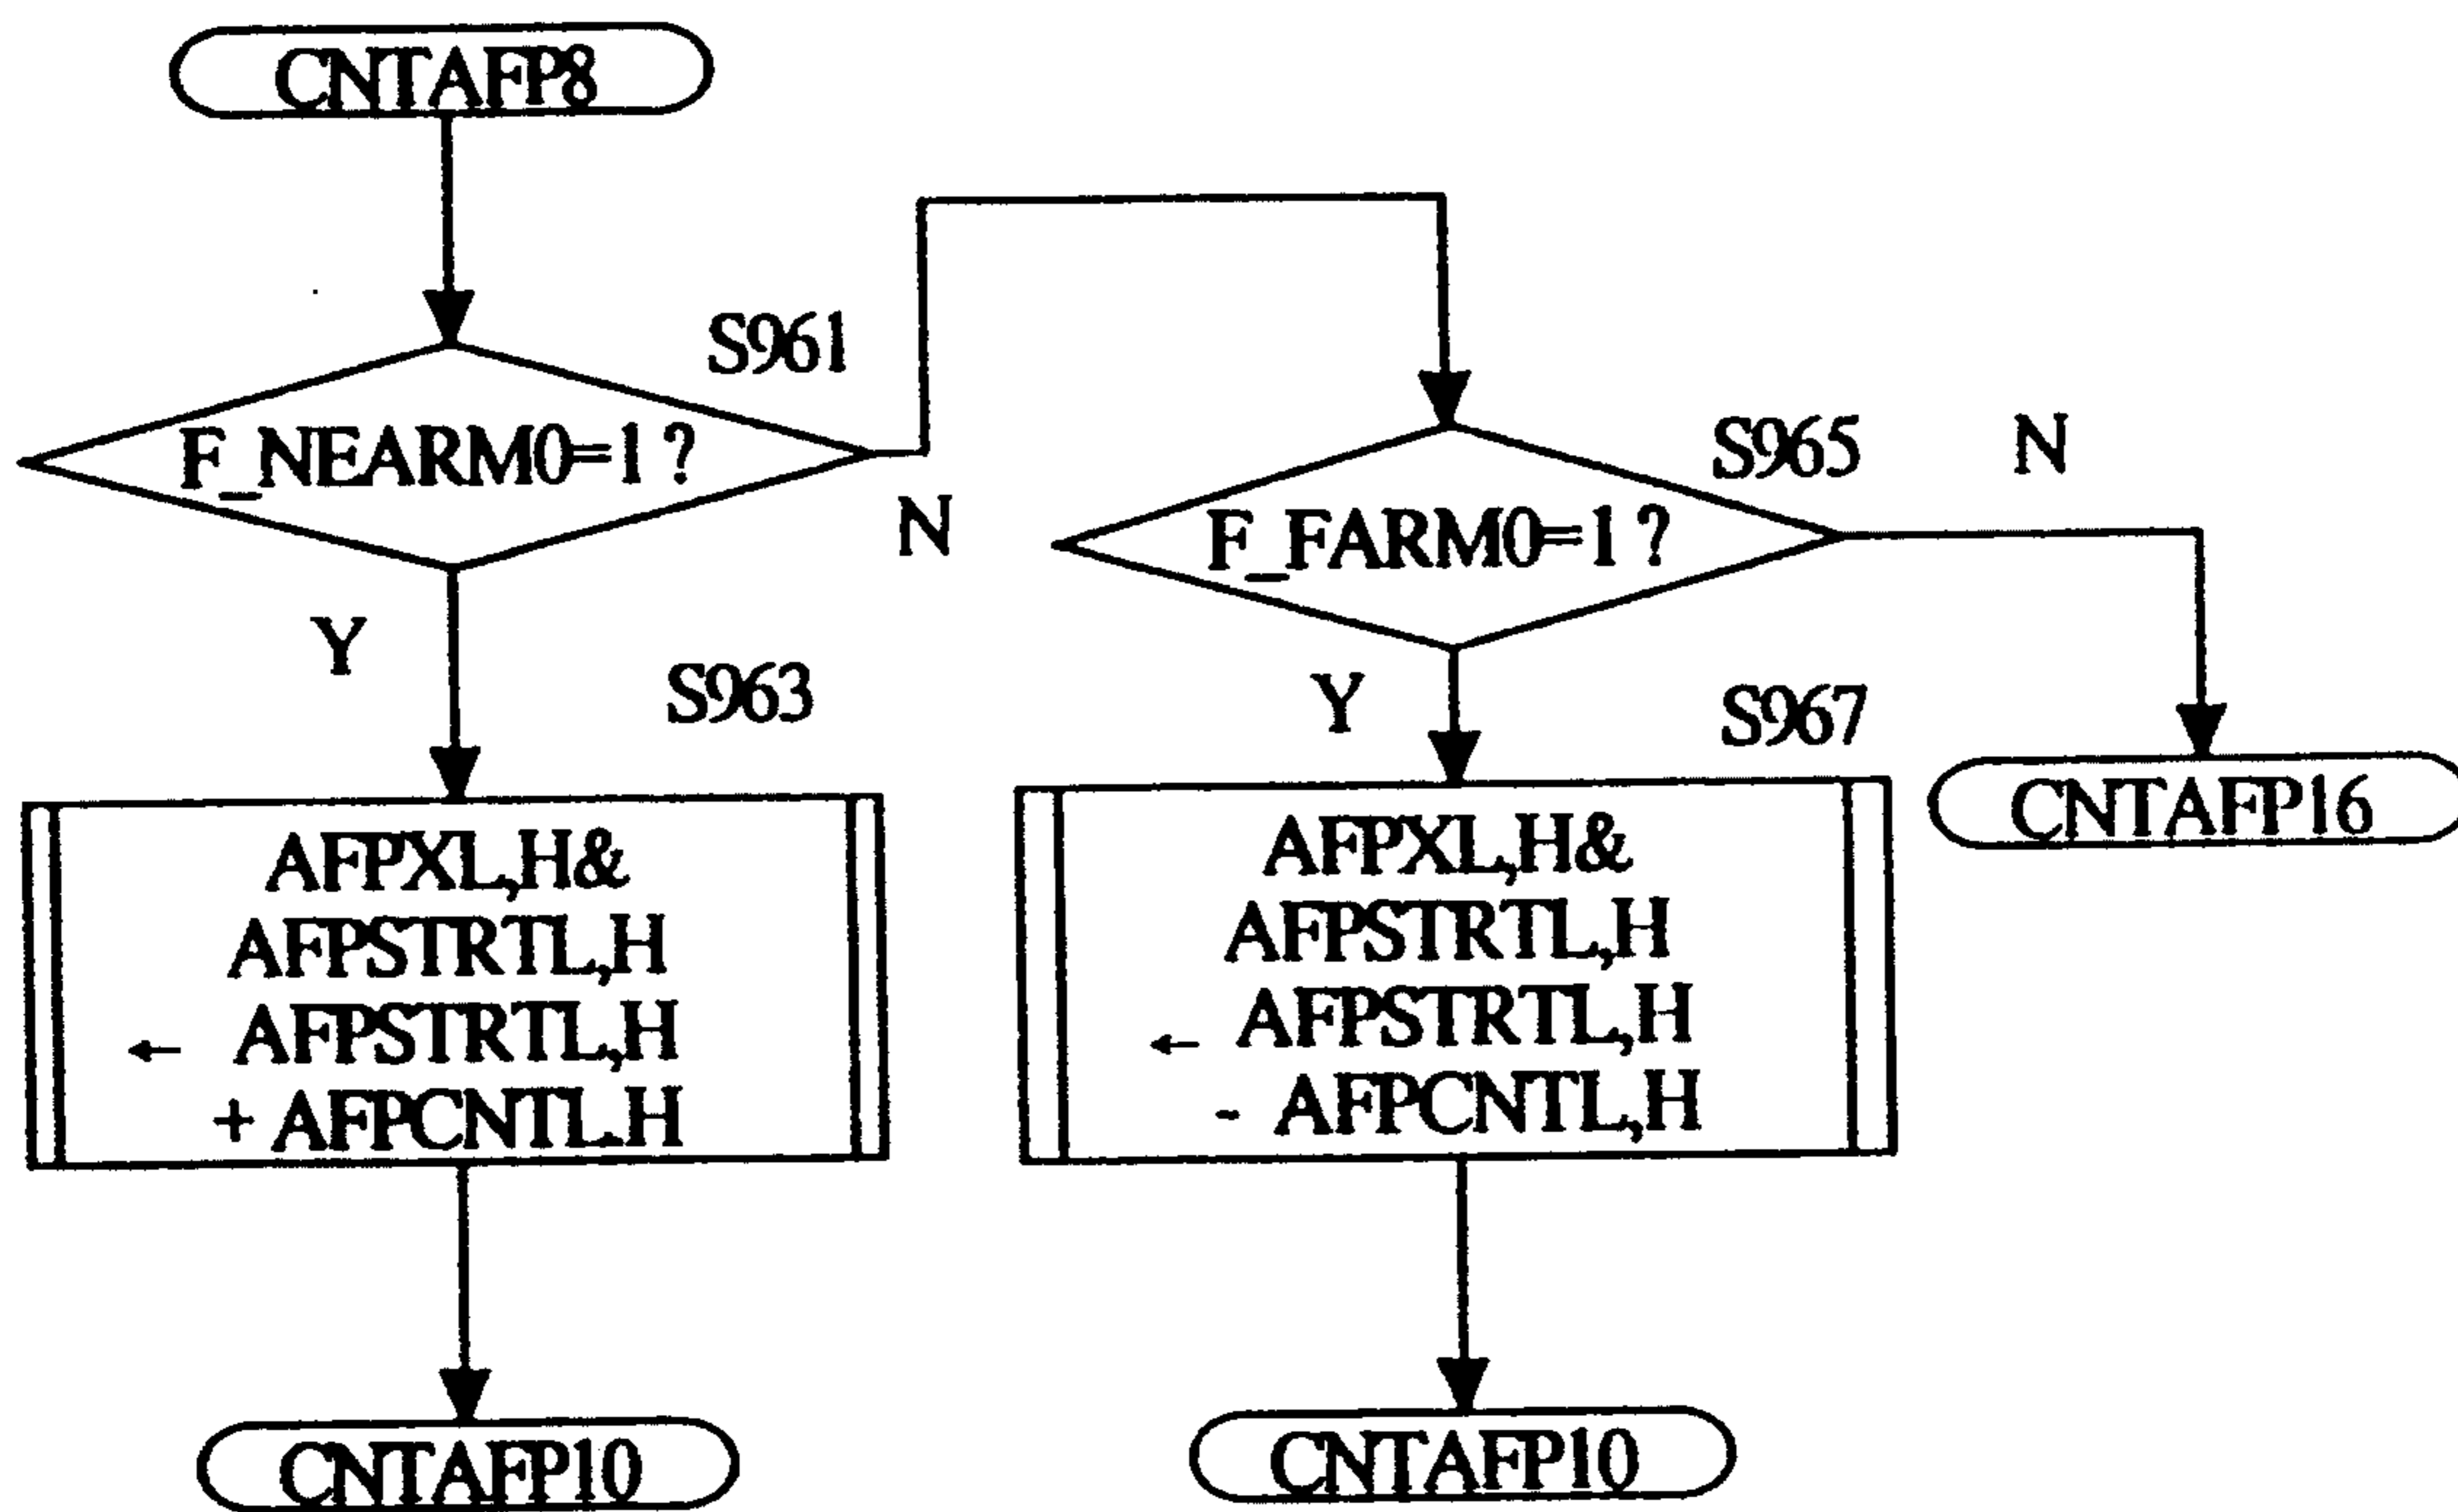 CNTAFP8
S961
F_NEARM0=1?
N
Y
S963
AFPXL,H&
AFPSTRTL,H
← AFPSTRTL,H
+ AFPCNTL,H
CNTAFP10
S965
N
F_FARM0=1?
Y
S967
CNTAFP16
AFPXL,H&
AFPSTRTL,H
← AFPSTRTL,H
- AFPCNTL,H
CNTAFP10